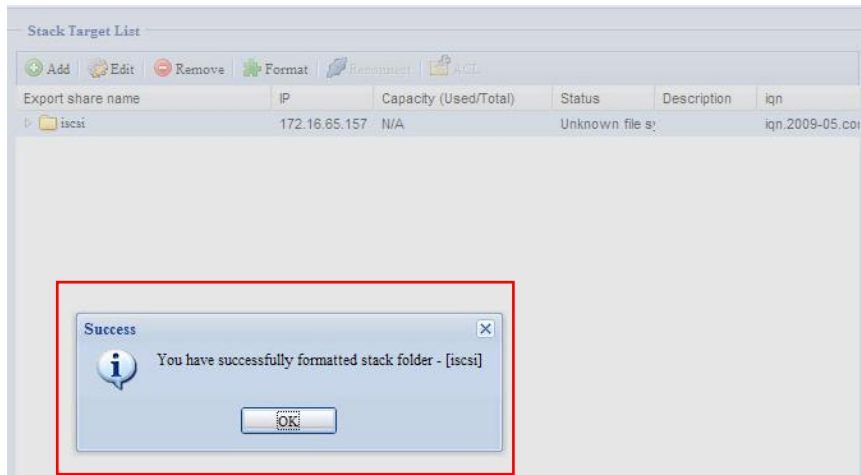 Stack Target List
Add Edit Remove Format Reconnect ACL
Export share name IP Capacity (Used/Total) Status Description iqn
iscsi 172.16.65.157 N/A Unknown file sy iqn.2009-05.co
Success
You have successfully formatted stack folder - [iscsi]
OK